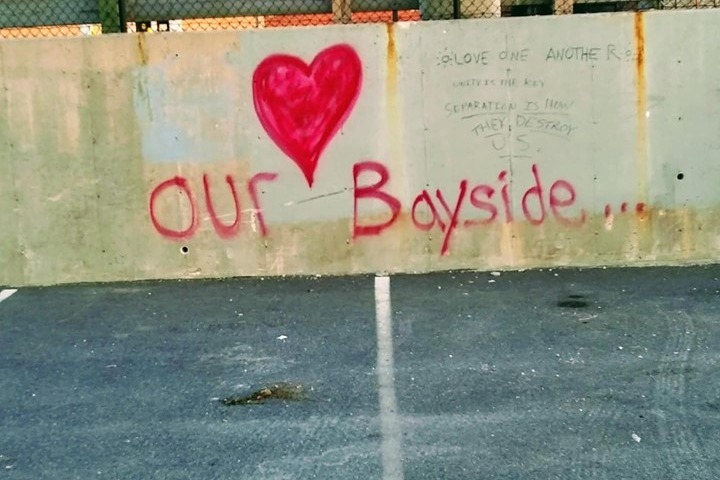 LOVE ONE ANOTHER
UNITY IS THE KEY
SEPARATION IS HOW
THEY DESTROY
US.
OUr Bayside...